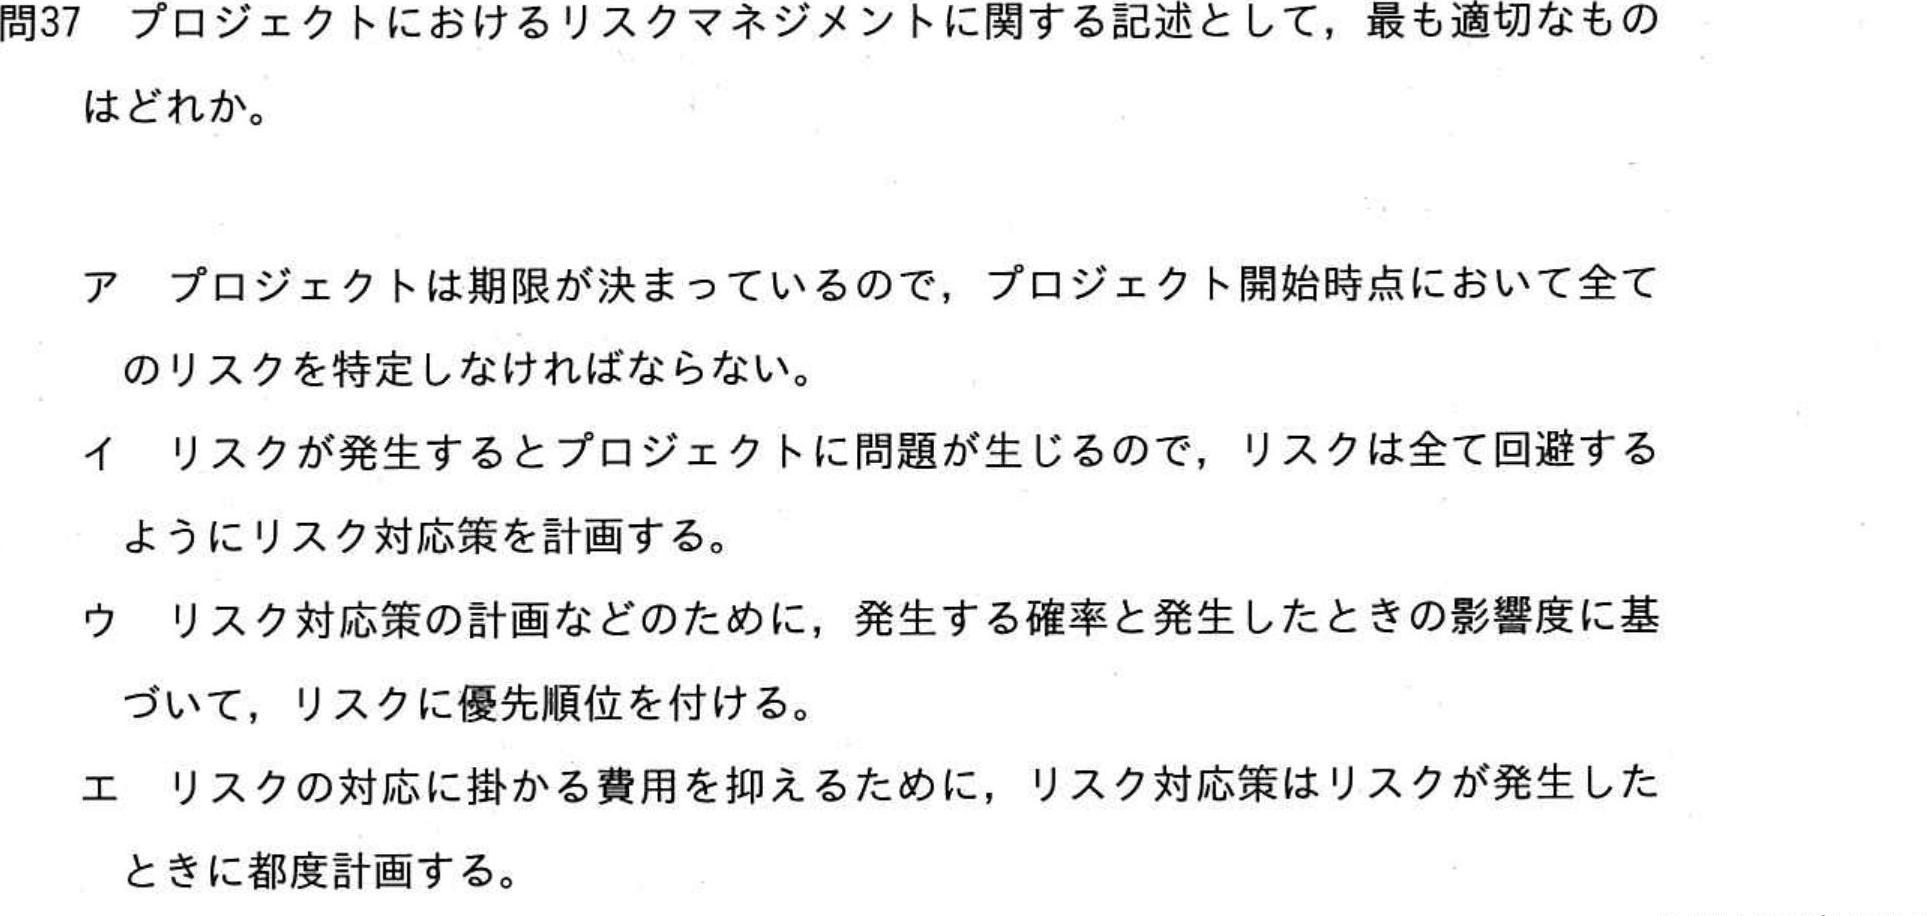 問37　プロジェクトにおけるリスクマネジメントに関する記述として，最も適切なもの
はどれか。
ア　プロジェクトは期限が決まっているので，プロジェクト開始時点において全て
のリスクを特定しなければならない。
イ　リスクが発生するとプロジェクトに問題が生じるので，リスクは全て回避する
ようにリスク対応策を計画する。
ウ　リスク対応策の計画などのために，発生する確率と発生したときの影響度に基
づいて，リスクに優先順位を付ける。
エ　リスクの対応に掛かる費用を抑えるために，リスク対応策はリスクが発生した
ときに都度計画する。